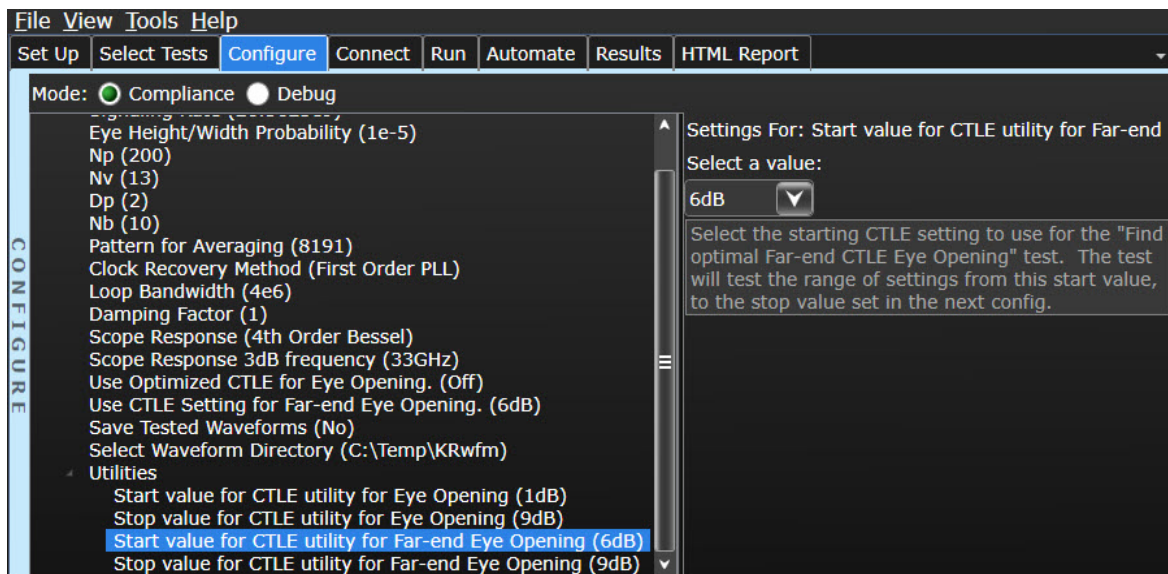 File View Tools Help
Set Up Select Tests Configure Connect Run Automate Results HTML Report
Mode: Compliance Debug
Eye Height/Width Probability (1e-5)
Np (200)
Nv (13)
Dp (2)
Nb (10)
Pattern for Averaging (8191)
Clock Recovery Method (First Order PLL)
Loop Bandwidth (4e6)
Damping Factor (1)
Scope Response (4th Order Bessel)
Scope Response 3dB frequency (33GHz)
Use Optimized CTLE for Eye Opening. (Off)
Use CTLE Setting for Far-end Eye Opening. (6dB)
Save Tested Waveforms (No)
Select Waveform Directory (C:\Temp\KRwfm)
Utilities
Start value for CTLE utility for Eye Opening (1dB)
Stop value for CTLE utility for Eye Opening (9dB)
Start value for CTLE utility for Far-end Eye Opening (6dB)
Stop value for CTLE utility for Far-end Eye Opening (9dB)
CONFIGURE
Settings For: Start value for CTLE utility for Far-end
Select a value:
6dB
Select the starting CTLE setting to use for the "Find
optimal Far-end CTLE Eye Opening" test. The test
will test the range of settings from this start value,
to the stop value set in the next config.